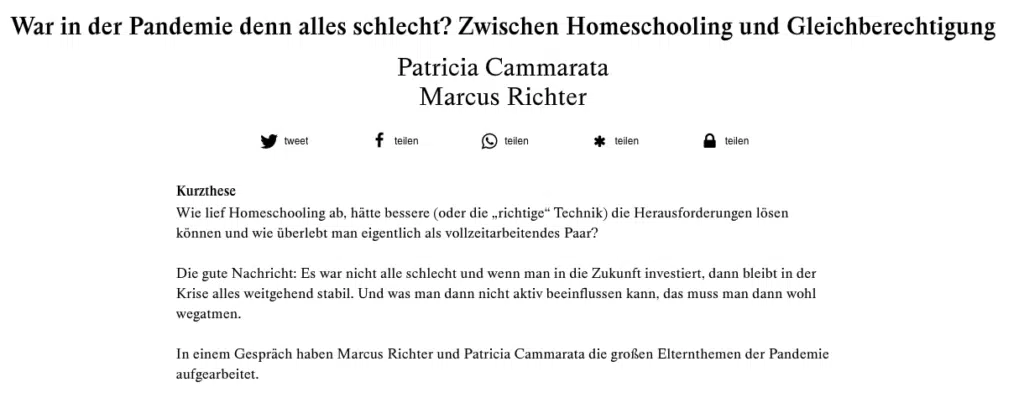 War in der Pandemie denn alles schlecht? Zwischen Homeschooling und Gleichberechtigung
Patricia Cammarata
Marcus Richter
tweet teilen teilen teilen teilen
Kurzthese
Wie lief Homeschooling ab, hätte bessere (oder die „richtige“ Technik) die Herausforderungen lösen
können und wie überlebt man eigentlich als vollzeitarbeitendes Paar?
Die gute Nachricht: Es war nicht alle schlecht und wenn man in die Zukunft investiert, dann bleibt in der
Krise alles weitgehend stabil. Und was man dann nicht aktiv beeinflussen kann, das muss man dann wohl
wegatmen.
In einem Gespräch haben Marcus Richter und Patricia Cammarata die großen Elternthemen der Pandemie
aufgearbeitet.